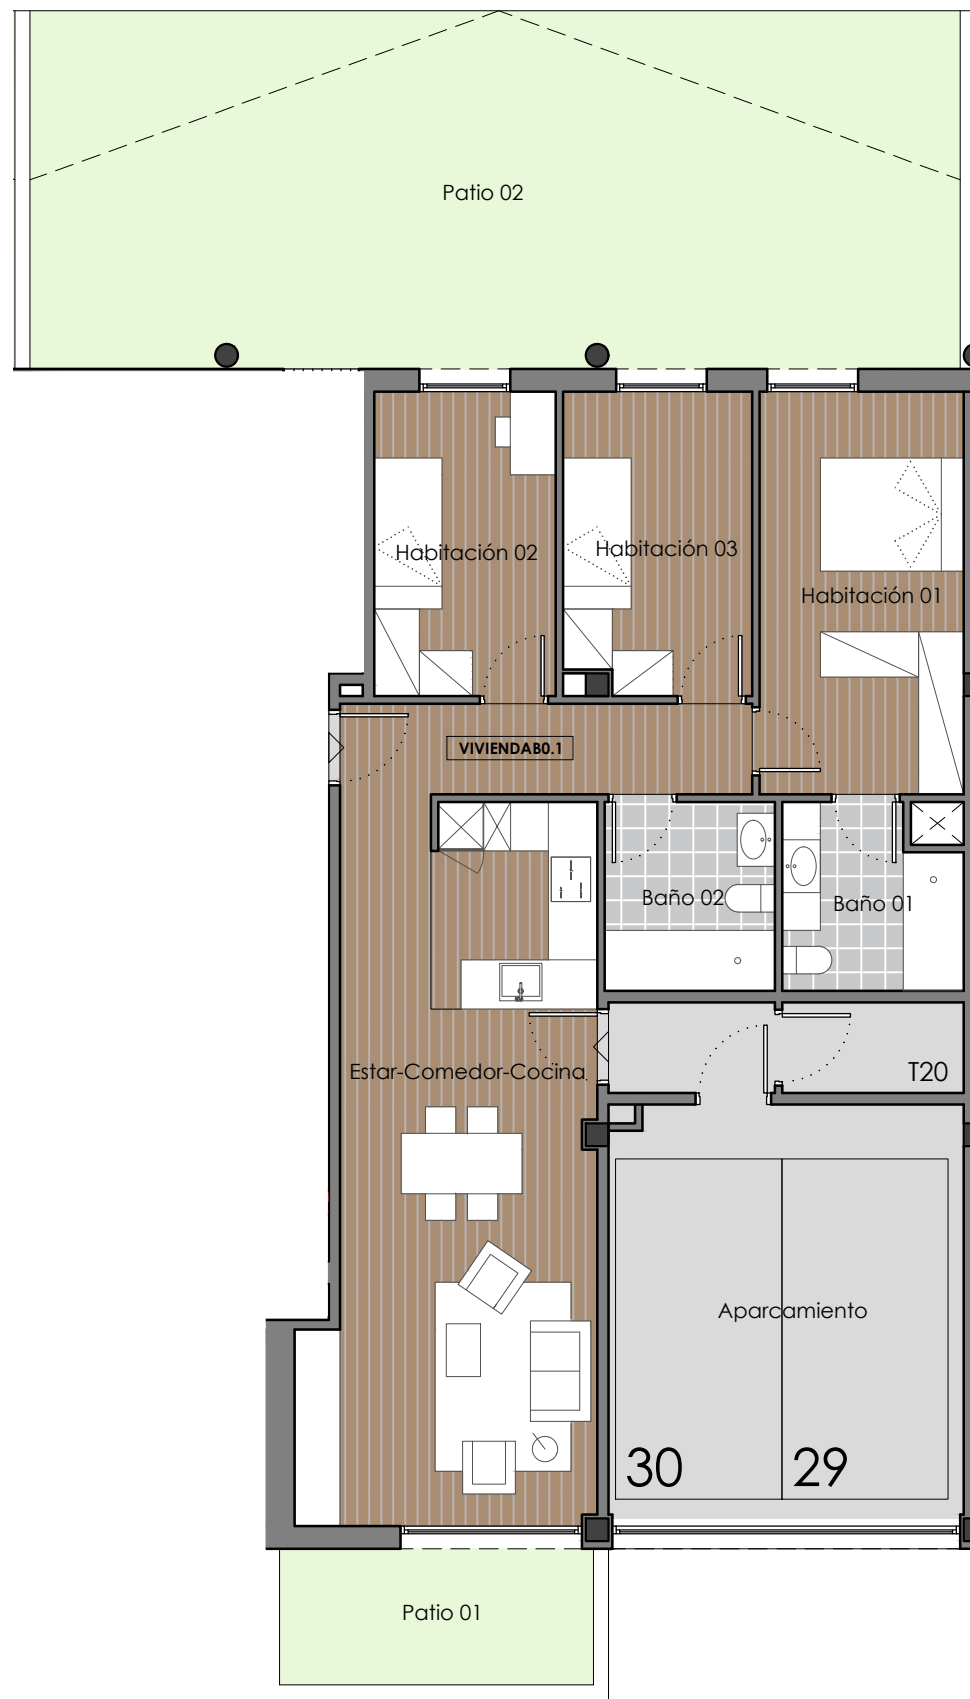 Patio 02
Habitación 02
Habitación 03
Habitación 01
VIVIENDAB0.1
Baño 02
Baño 01
Estar-Comedor-Cocina
T20
Aparcamiento
30
29
Patio 01